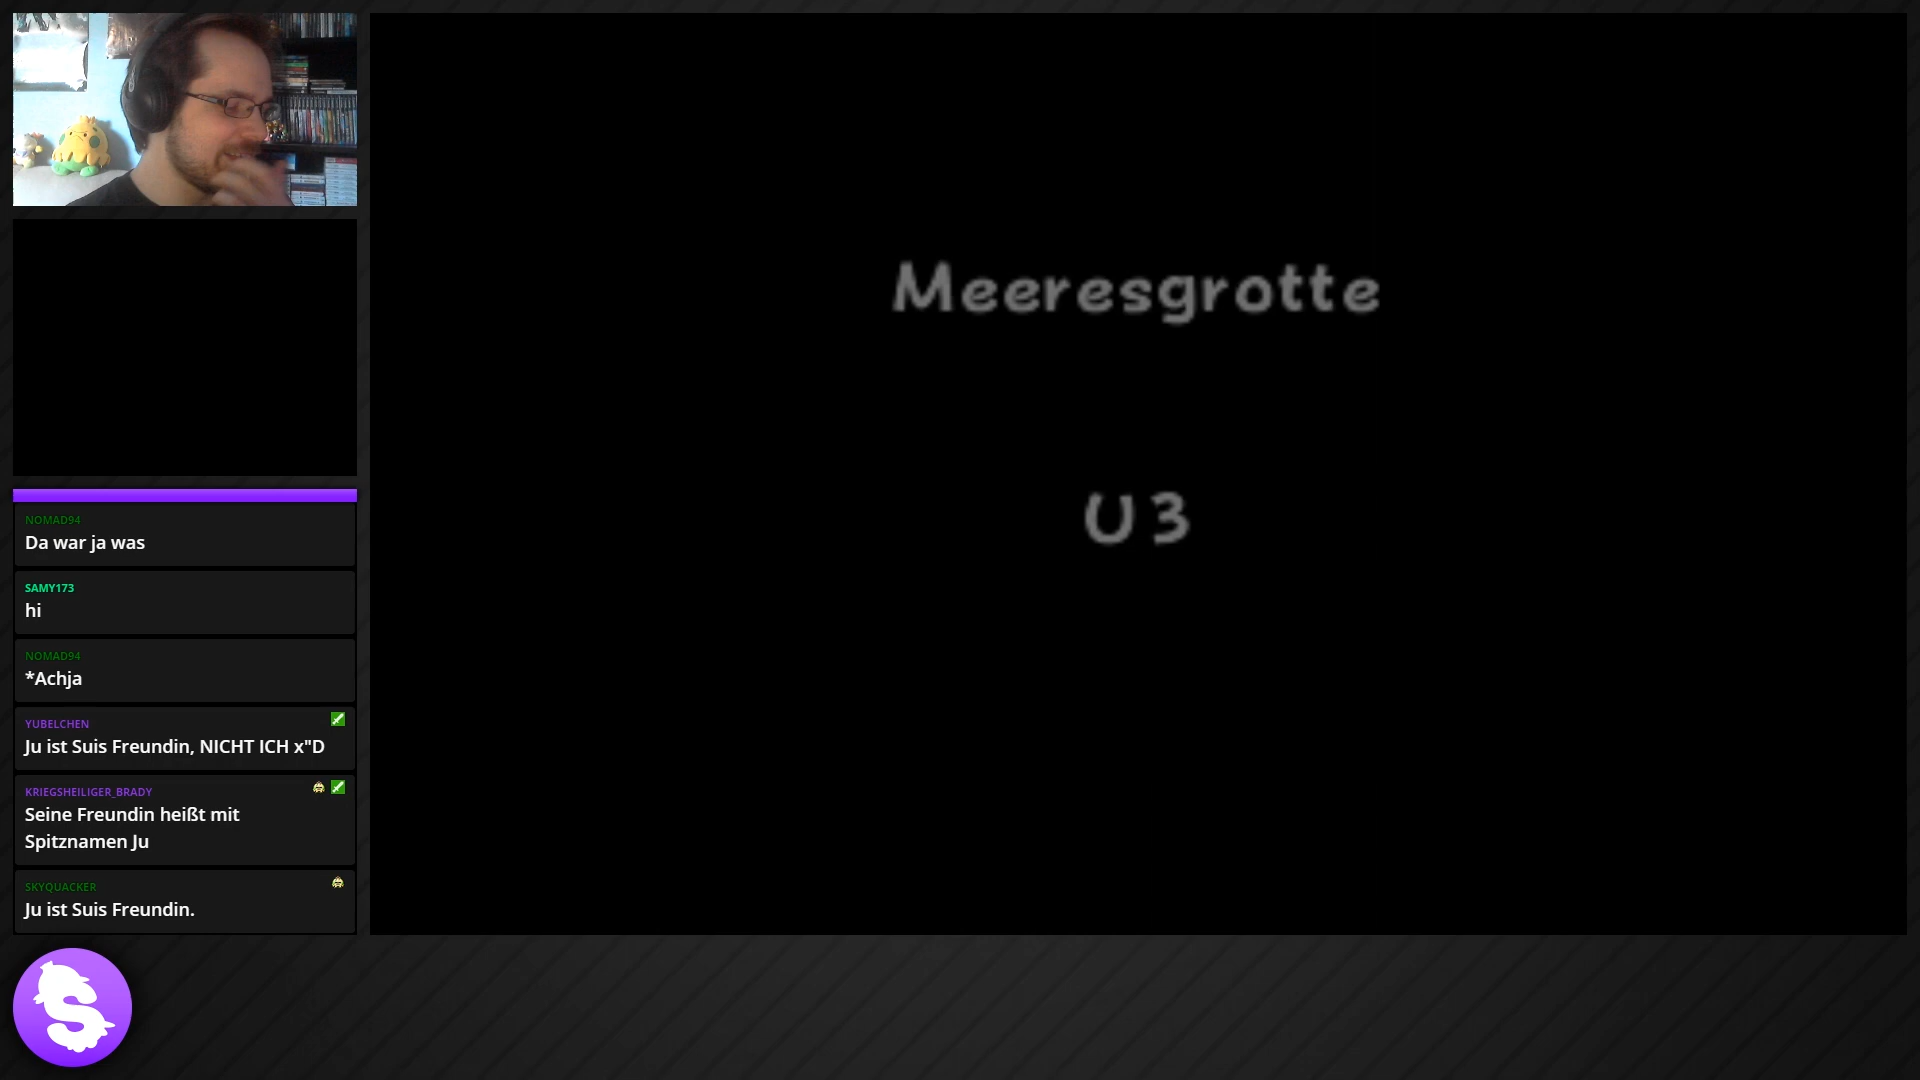 Meeresgrotte
U3
NOMAD94
Da war ja was
SAMY173
hi
NOMAD94
*Achja
YUBELCHEN
Ju ist Suis Freundin, NICHT ICH x"D
KRIEGSHEILIGER_BRADY
Seine Freundin heißt mit
Spitznamen Ju
SKYQUACKER
Ju ist Suis Freundin.